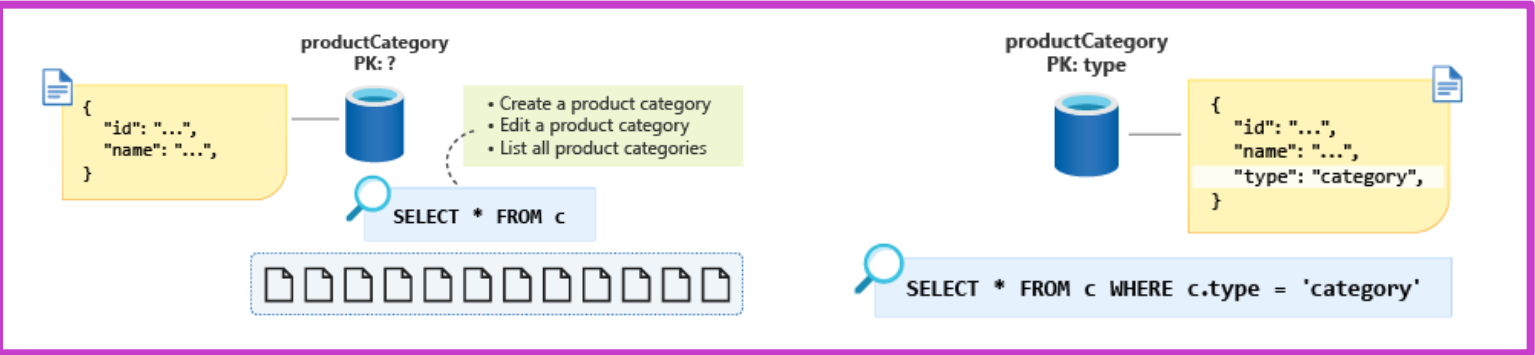 productCategory
PK: ?
{
"id": "...",
"name": "...",
}
• Create a product category
• Edit a product category
• List all product categories
SELECT * FROM c
productCategory
PK: type
{
"id": "...",
"name": "...",
"type": "category",
}
SELECT * FROM c WHERE c.type = 'category'